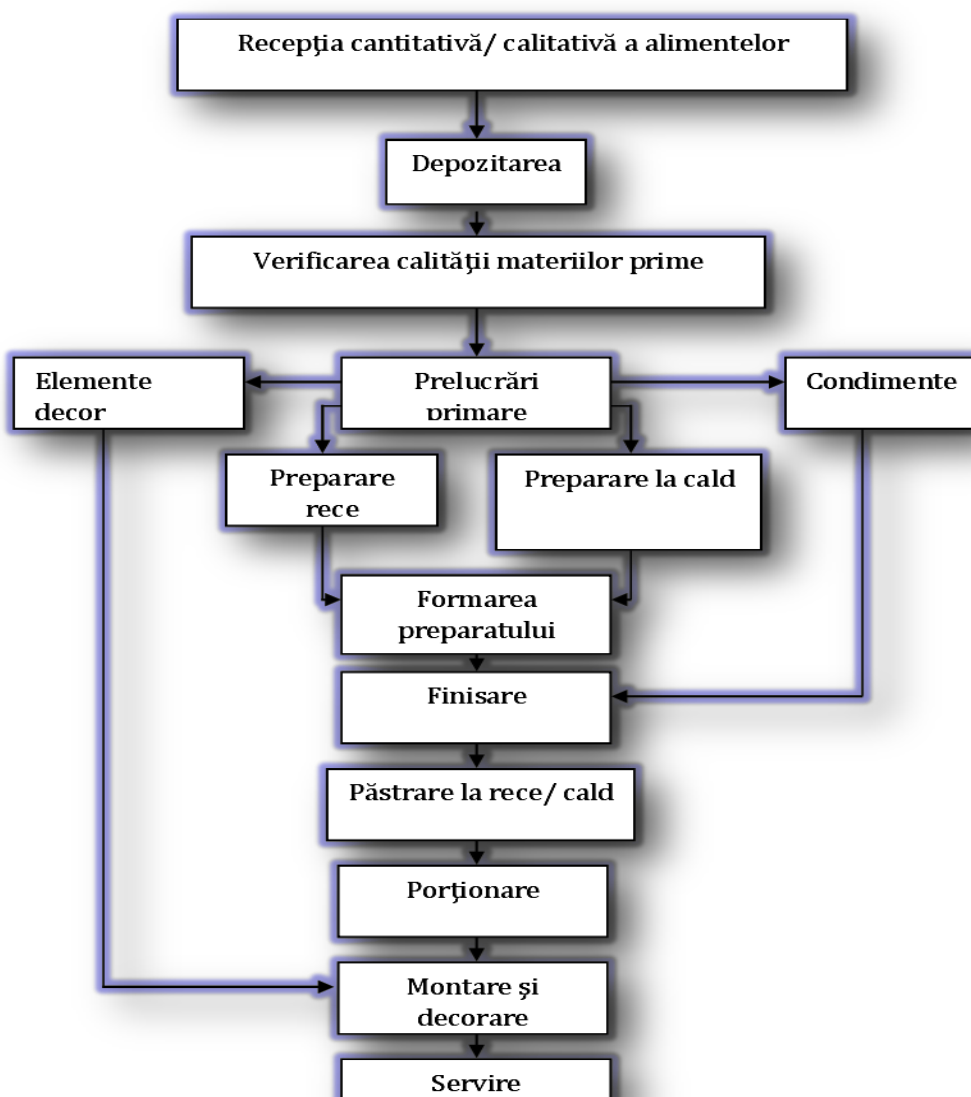 Recepţia cantitativă/ calitativă a alimentelor
Depozitarea
Verificarea calităţii materiilor prime
Elemente
decor
Prelucrări
primare
Condimente
Preparare
rece
Preparare la cald
Formarea
preparatului
Finisare
Păstrare la rece/ cald
Porţionare
Montare şi
decorare
Servire